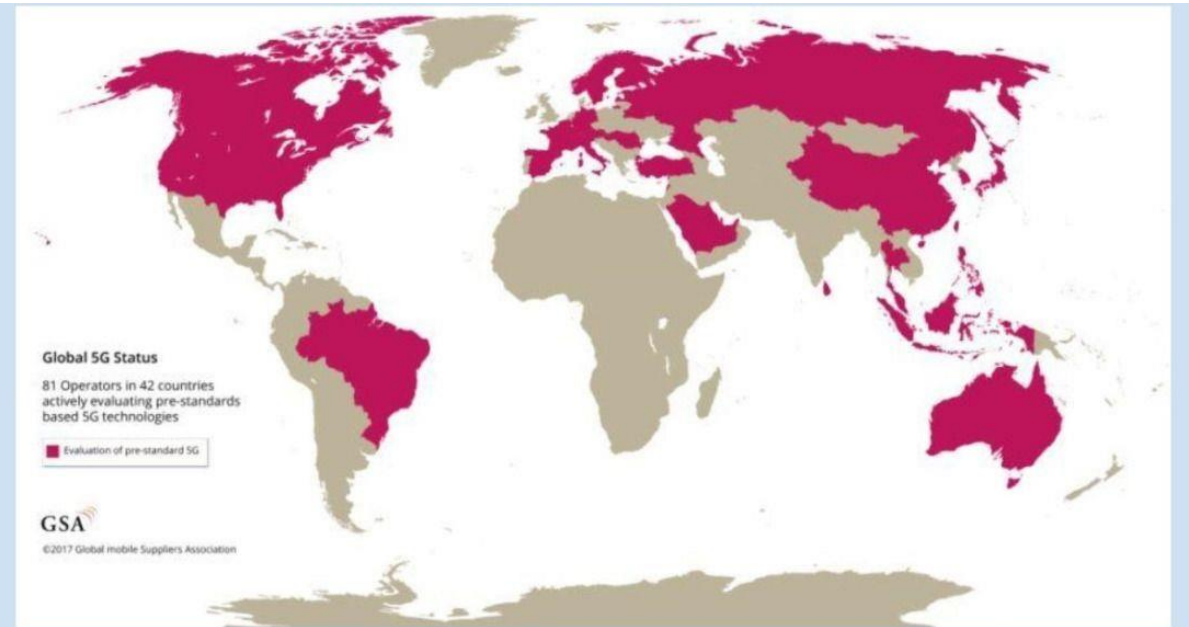 Global 5G Status
81 Operators in 42 countries
actively evaluating pre-standards
based 5G technologies
Evaluation of pre-standard 5G
GSA
©2017 Global mobile Suppliers Association